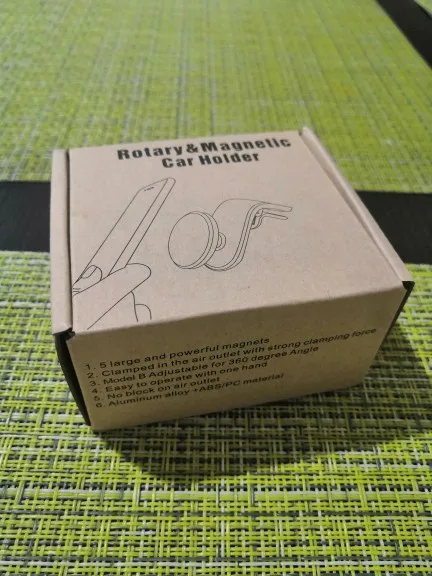 Rotary&Magnetic
Car Holder
1. 5 large and powerful magnets
2. Clamped in the air outlet with strong clamping force
3. Model B Adjustable for 360 degree Angle
4. Easy to operate with one hand
5. No block on air outlet
6. Aluminum alloy +ABS/PC material